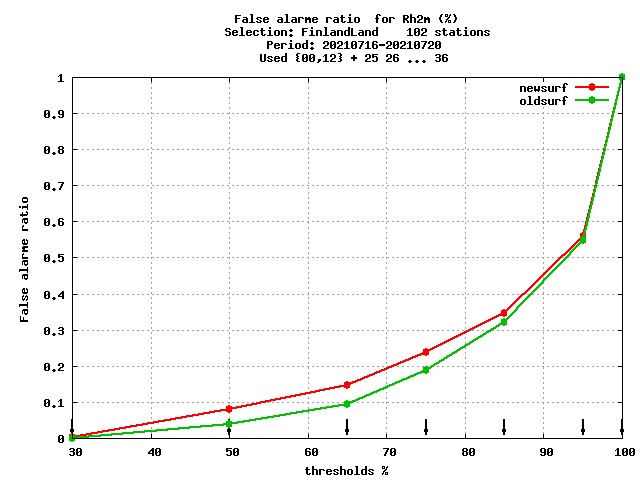 False alarme ratio  for Rh2m (%)
Selection: FinlandLand    102 stations
Period: 20210716-20210720
Used {00,12} + 25 26 ... 36
newsurf
oldsurf
1
0.9
0.8
0.7
0.6
0.5
0.4
0.3
0.2
0.1
0
False alarme ratio
30 40 50 60 70 80 90 100
thresholds %